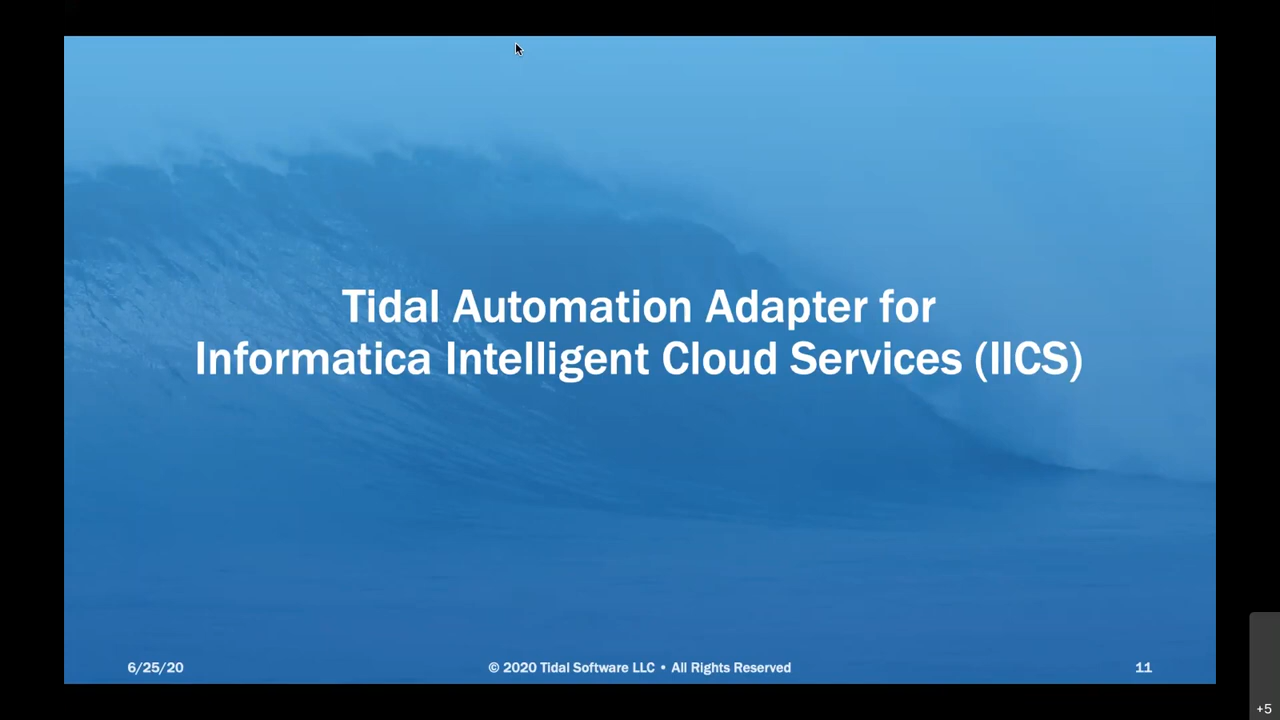 Tidal Automation Adapter for
Informatica Intelligent Cloud Services (IICS)
6/25/20
© 2020 Tidal Software LLC • All Rights Reserved
11
+5